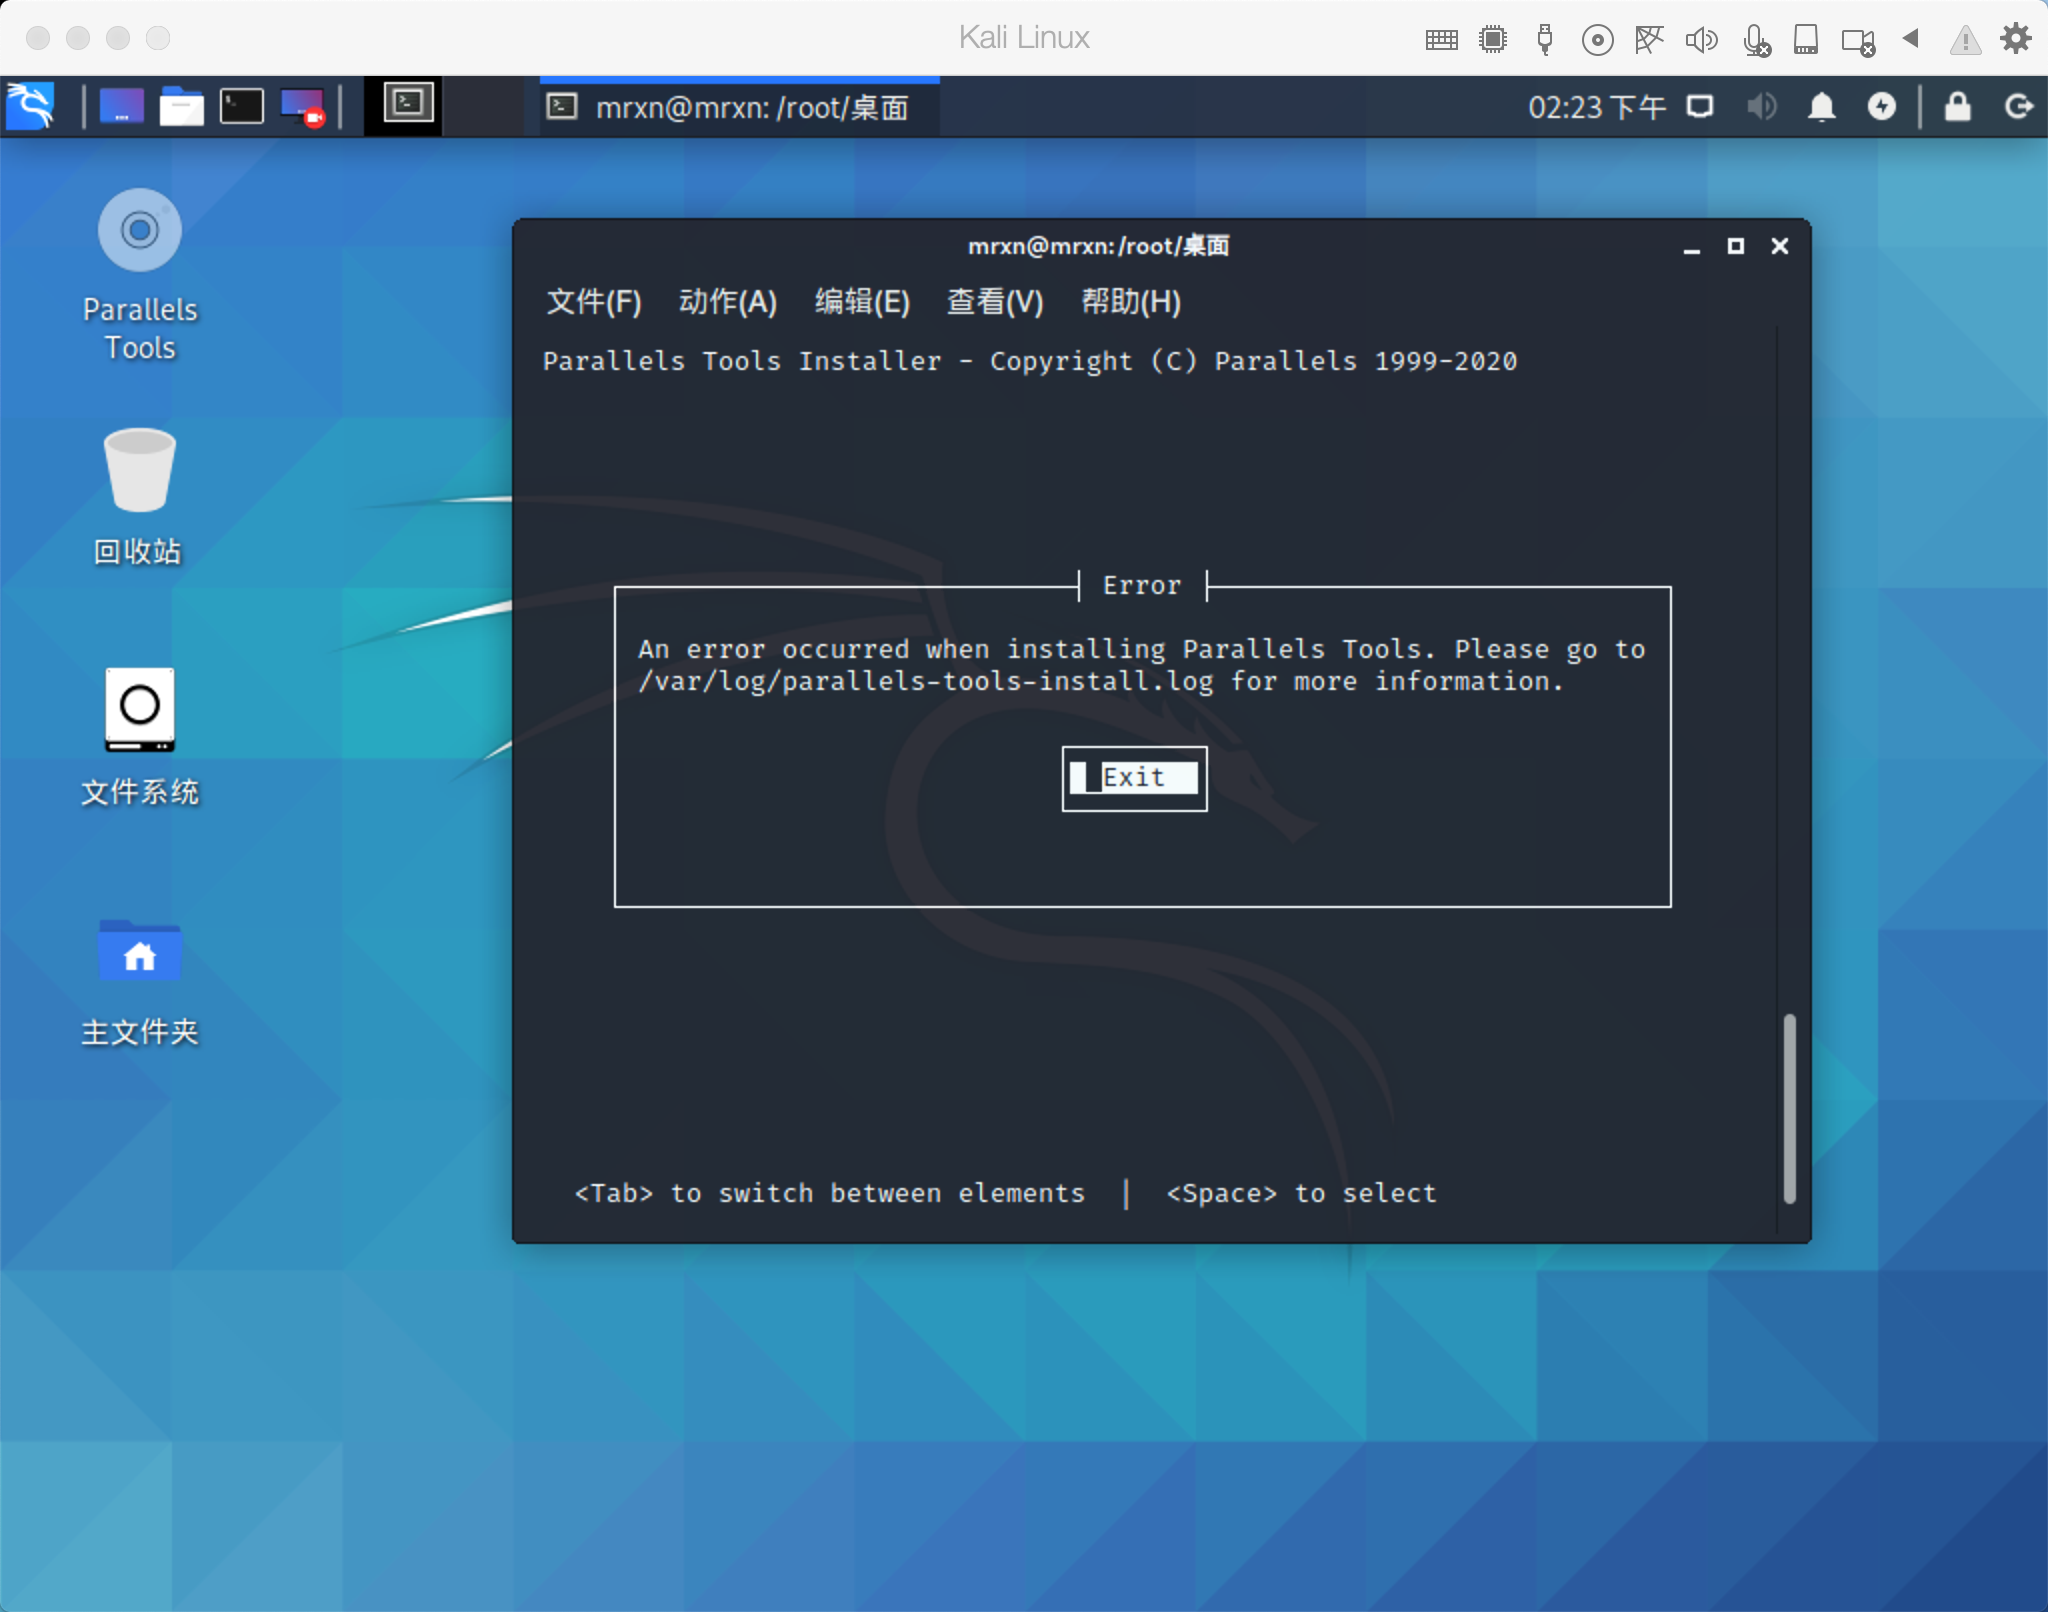 Kali Linux
mrxn@mrxn: /root/桌面
02:23 下午
Parallels
Tools
回收站
文件系统
主文件夹
mrxn@mrxn: /root/桌面
文件(F) 动作(A) 编辑(E) 查看(V) 帮助(H)
Parallels Tools Installer - Copyright (C) Parallels 1999-2020
Error
An error occurred when installing Parallels Tools. Please go to
/var/log/parallels-tools-install.log for more information.
Exit
<Tab> to switch between elements | <Space> to select